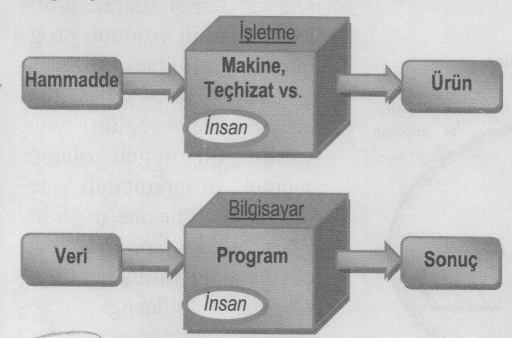 İşletme
Hammadde
Makine,
Teçhizat vs.
İnsan
Ürün
Bilgisayar
Veri
Program
İnsan
Sonuç